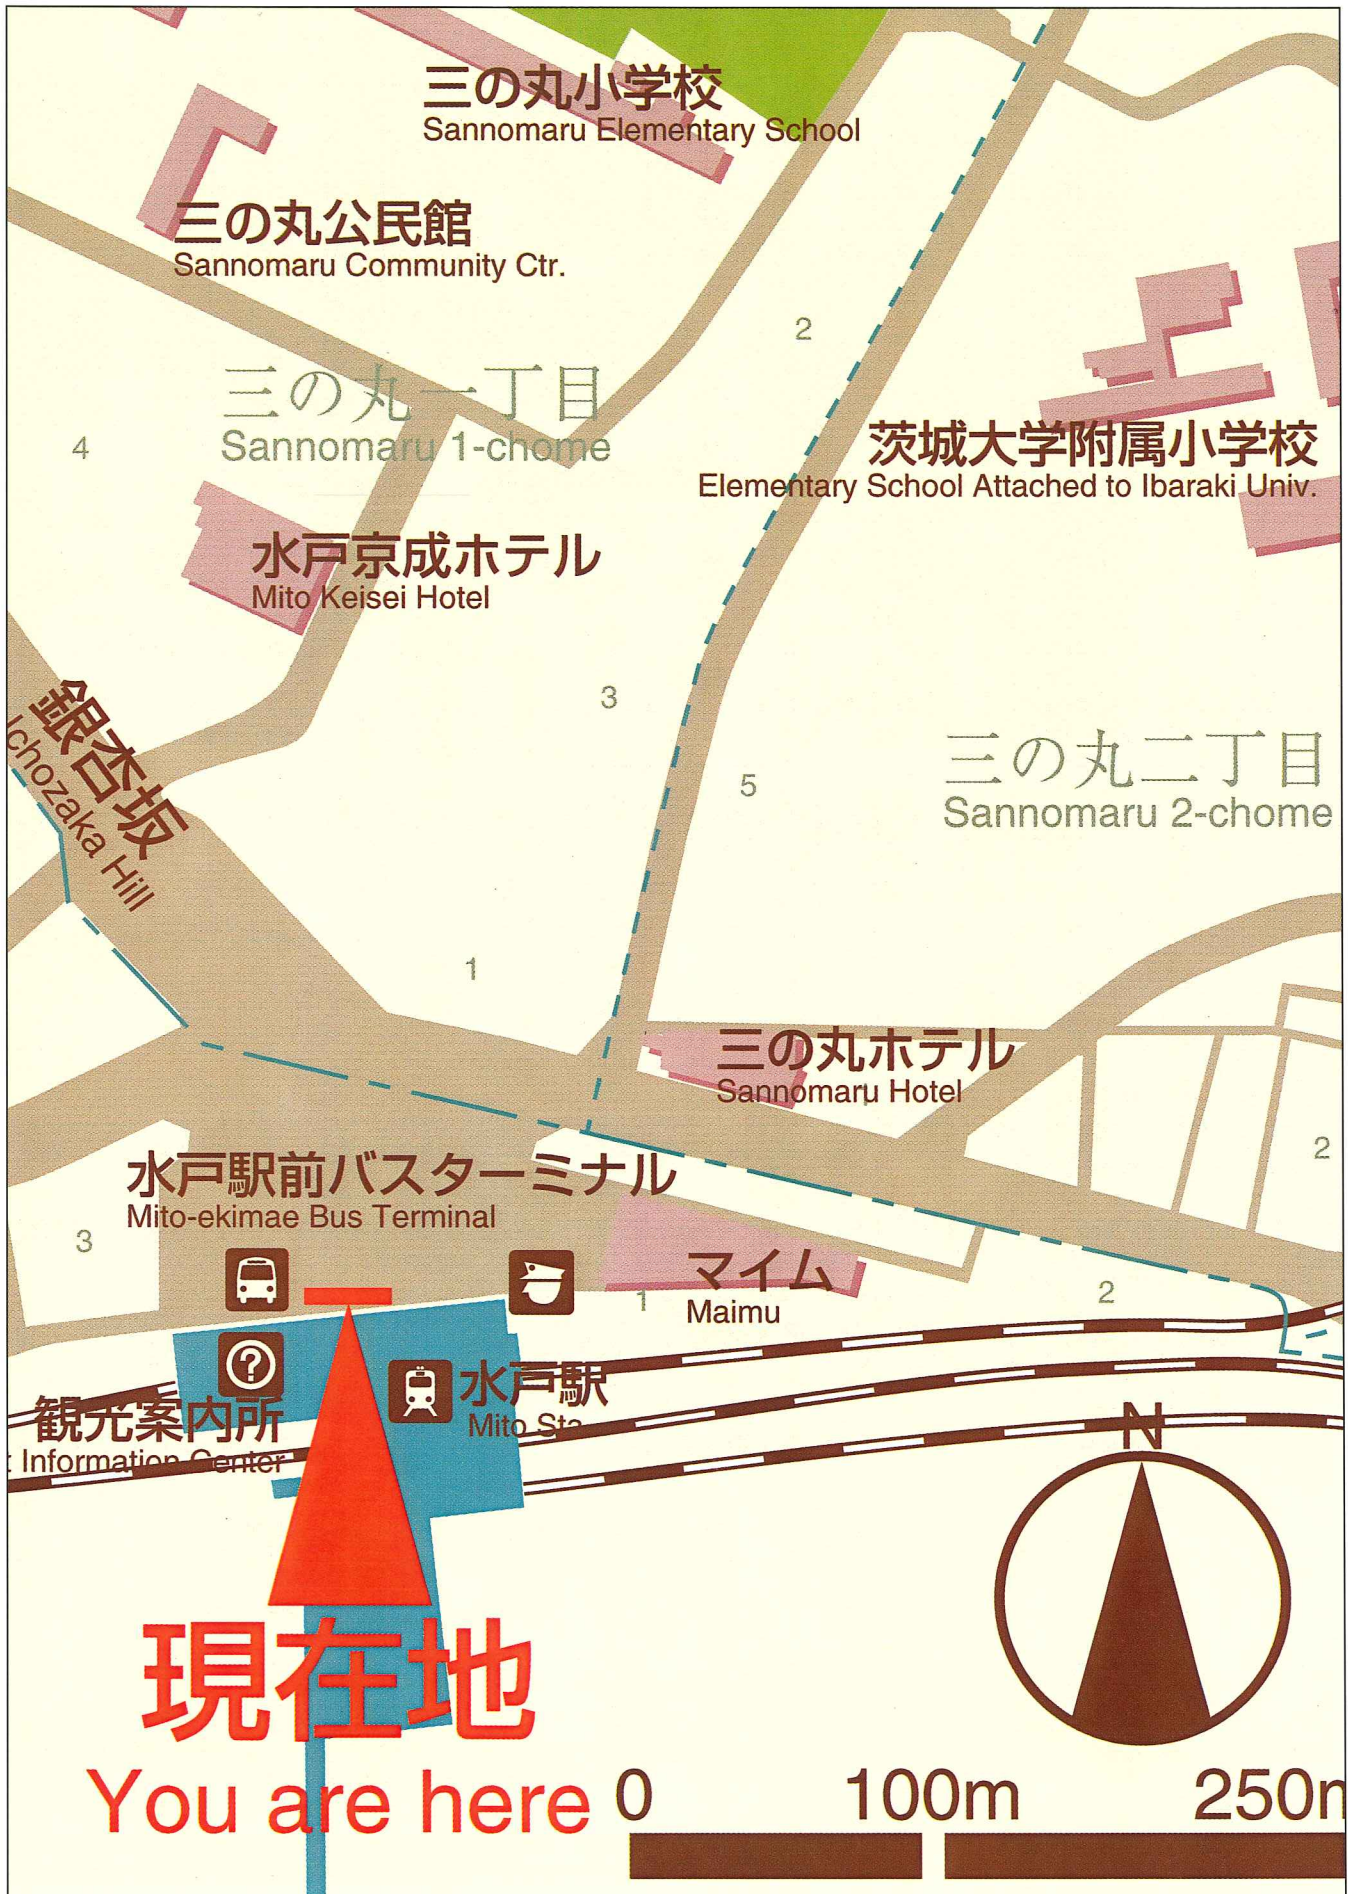 三の丸小学校
Sannomaru Elementary School
三の丸公民館
Sannomaru Community Ctr.
2
三の丸一丁目
Sannomaru 1-chome
4
茨城大学附属小学校
Elementary School Attached to Ibaraki Univ.
水戸京成ホテル
Mito Keisei Hotel
3
銀杏坂
Ichozaka Hill
5
三の丸二丁目
Sannomaru 2-chome
1
三の丸ホテル
Sannomaru Hotel
2
水戸駅前バスターミナル
Mito-ekimae Bus Terminal
3
マイム
Maimu
1
2
?
水戸駅
Mito Sta.
観光案内所
Information Center
N
現在地
You are here
0 100m 250m